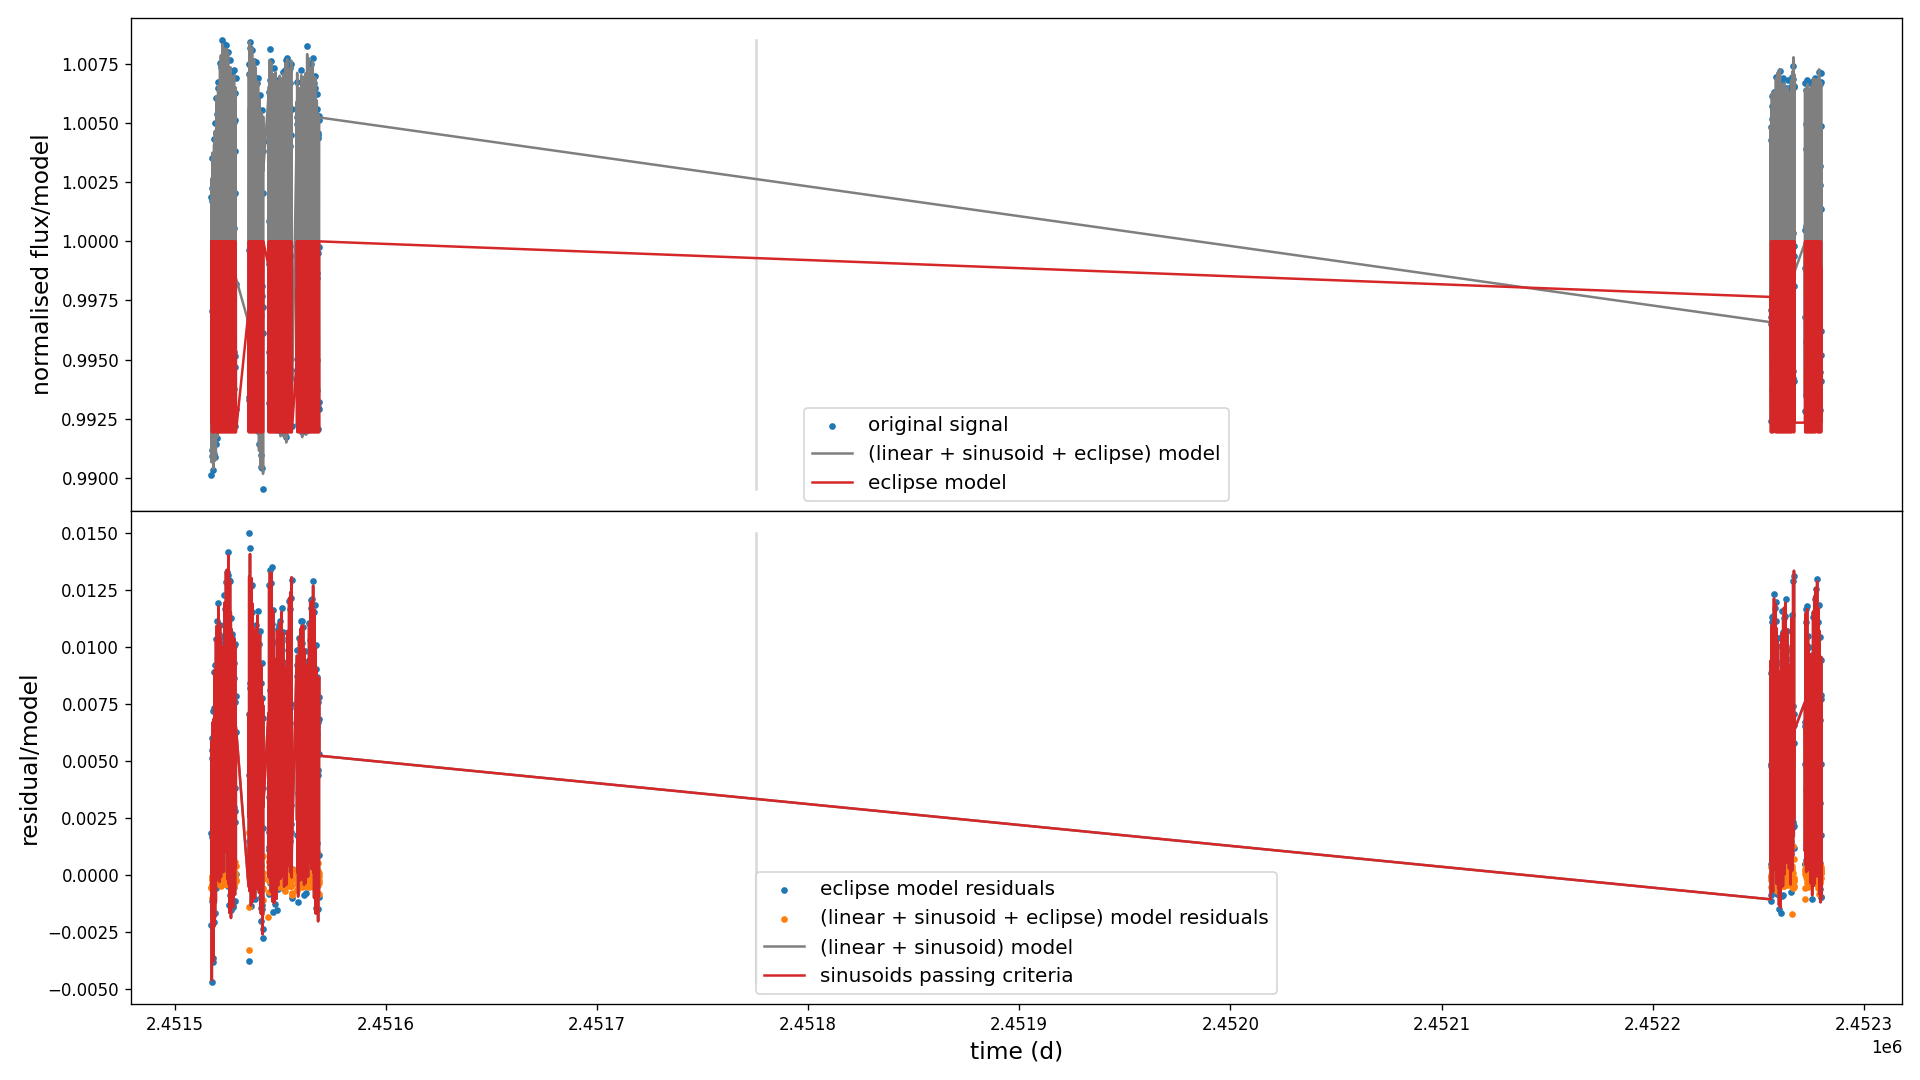 normalised flux/model
1.0075
1.0050
1.0025
1.0000
0.9975
0.9950
0.9925
0.9900
original signal
(linear + sinusoid + eclipse) model
eclipse model
residual/model
0.0150
0.0125
0.0100
0.0075
0.0050
0.0025
0.0000
−0.0025
−0.0050
eclipse model residuals
(linear + sinusoid + eclipse) model residuals
(linear + sinusoid) model
sinusoids passing criteria
2.4515 2.4516 2.4517 2.4518 2.4519 2.4520 2.4521 2.4522 2.4523
1e6
time (d)